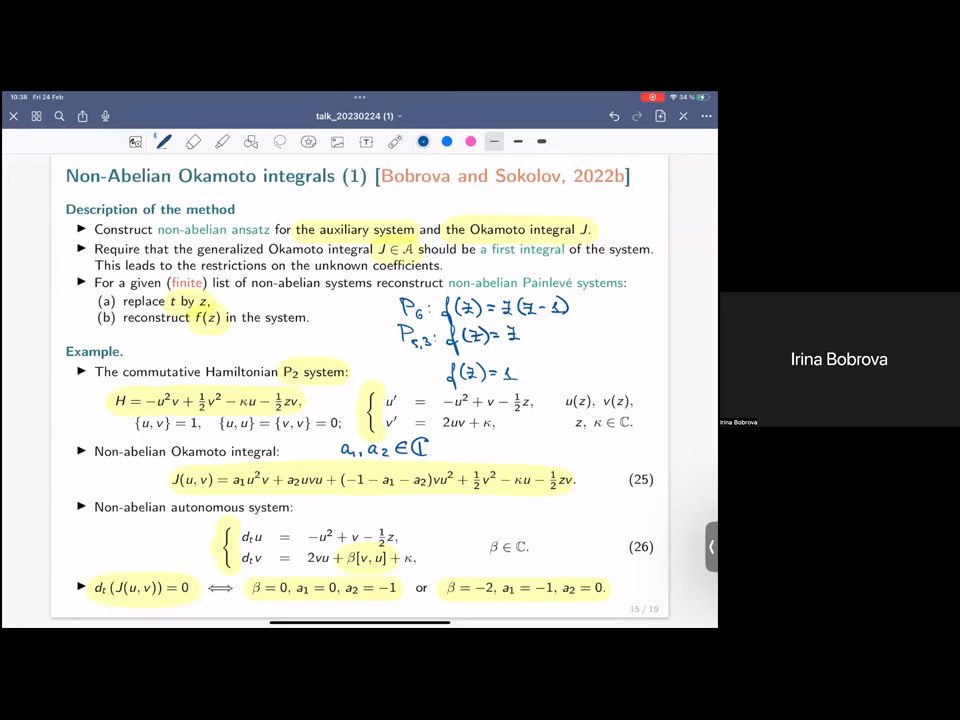 10:38 Fri 24 Feb
34 %
talk_20230224 (1)
Non-Abelian Okamoto integrals (1) [Bobrova and Sokolov, 2022b]
Description of the method
▶ Construct non-abelian ansatz for the auxiliary system and the Okamoto integral J.
▶ Require that the generalized Okamoto integral J ∈ 𝒜 should be a first integral of the system.
This leads to the restrictions on the unknown coefficients.
▶ For a given (finite) list of non-abelian systems reconstruct non-abelian Painlevé systems:
(a) replace t by z,
(b) reconstruct f(z) in the system.
P₆: f(z) = z(z - 1)
P₅,₃: f(z) = z
f(z) = 1
Example.
▶ The commutative Hamiltonian P₂ system:
H = −u²v + ½v² − κu − ½zv,
{u, v} = 1, {u, u} = {v, v} = 0;
u′ = −u² + v − ½z, u(z), v(z),
v′ = 2uv + κ, z, κ ∈ ℂ.
▶ Non-abelian Okamoto integral:
a₁, a₂ ∈ ℂ
J(u, v) = a₁u²v + a₂uvu + (−1 − a₁ − a₂)vu² + ½v² − κu − ½zv. (25)
▶ Non-abelian autonomous system:
dₜu = −u² + v − ½z,
dₜv = 2vu + β[v, u] + κ, β ∈ ℂ. (26)
▶ dₜ(J(u, v)) = 0 ⟺ β = 0, a₁ = 0, a₂ = −1 or β = −2, a₁ = −1, a₂ = 0.
15 / 19
Irina Bobrova
Irina Bobrova